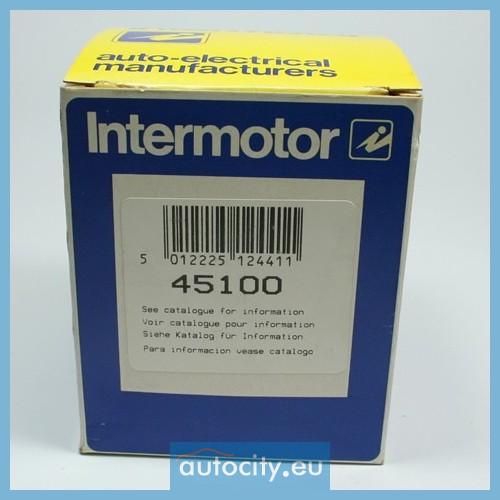 auto-electrical
manufacturers
Intermotor
5 012225 124411
45100
See catalogue for information
Voir catalogue pour information
Siehe Katalog für Information
Para informacion vease catalogo
autocity.eu